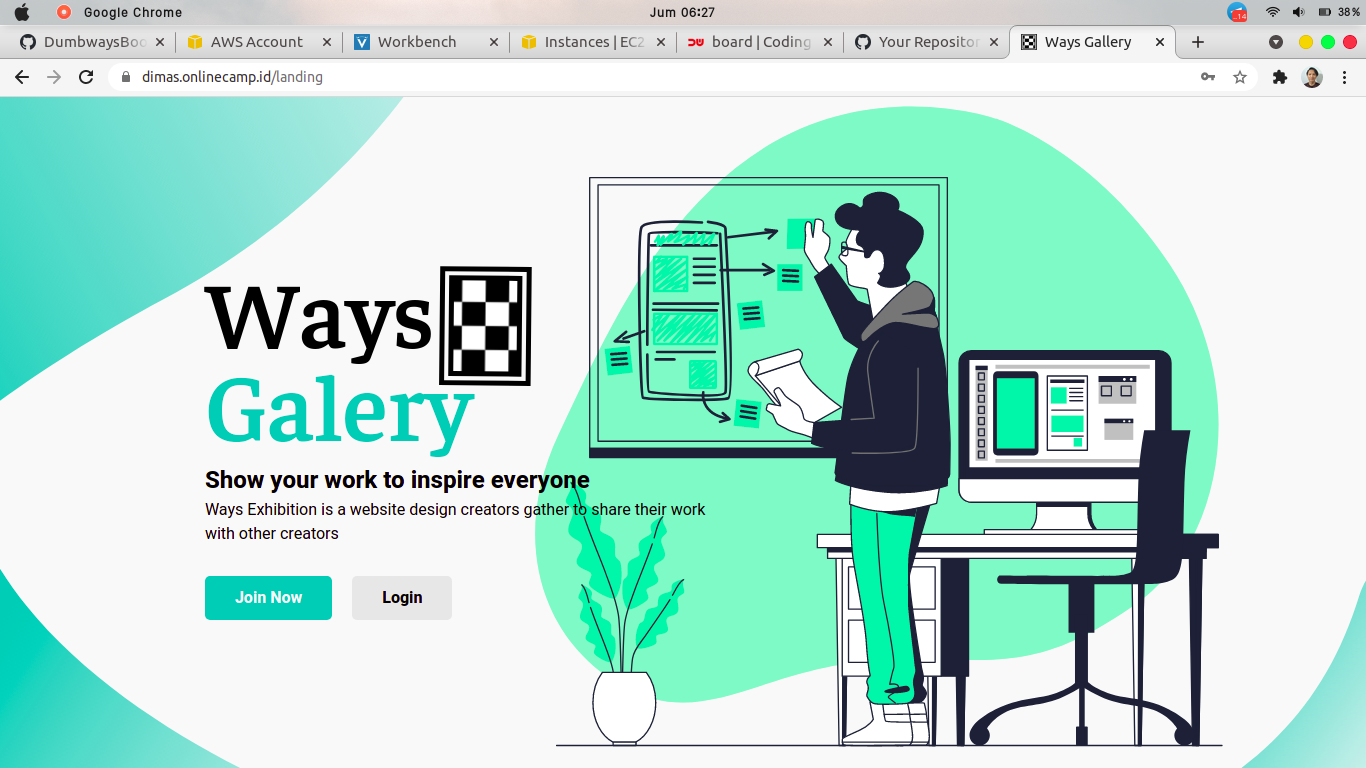 Google Chrome
Jum 06:27
14
38%
DumbwaysBoo
AWS Account
Workbench
Instances | EC2
board | Coding
Your Repositor
Ways Gallery
dimas.onlinecamp.id/landing
Ways
Galery
Show your work to inspire everyone
Ways Exhibition is a website design creators gather to share their work
with other creators
Join Now
Login